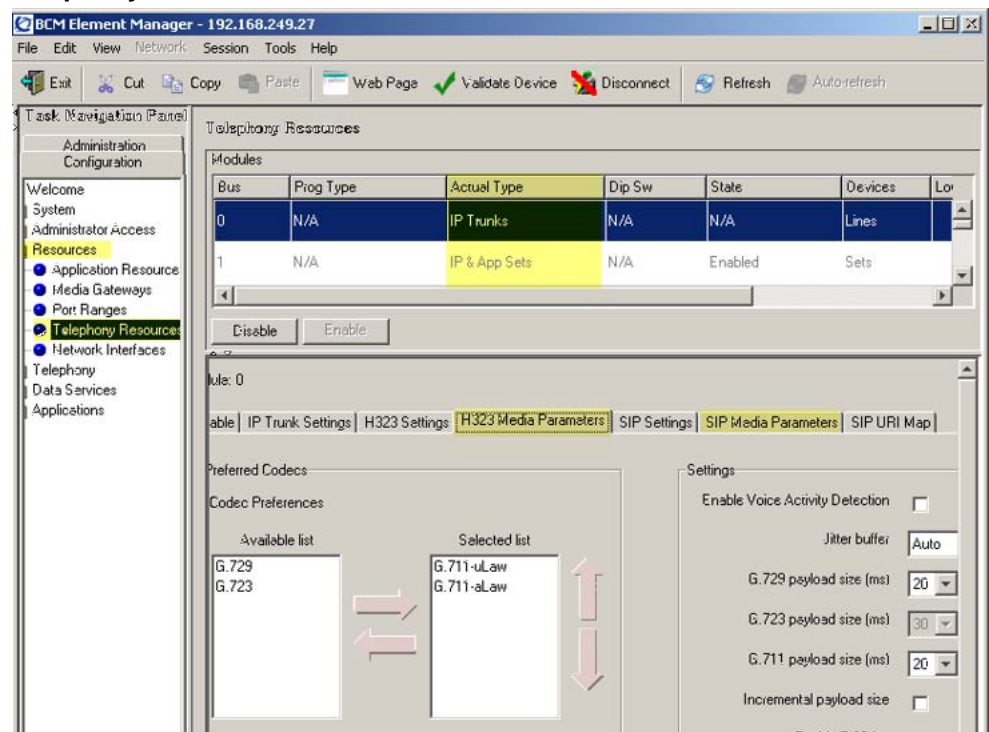 BCM Element Manager - 192.168.249.27
File Edit View Network Session Tools Help
Exit Cut Copy Paste Web Page Validate Device Disconnect Refresh Auto-refresh
Task Navigation Panel
Administration
Configuration
Welcome
System
Administrator Access
Resources
Application Resource
Media Gateways
Port Ranges
Telephony Resources
Network Interfaces
Telephony
Data Services
Applications
Telephony Resources
Modules
Bus Prog Type Actual Type Dip Sw State Devices Lo
0 N/A IP Trunks N/A N/A Lines
1 N/A IP & App Sets N/A Enabled Sets
Disable Enable
dule: 0
able IP Trunk Settings H323 Settings H323 Media Parameters SIP Settings SIP Media Parameters SIP URI Map
Preferred Codecs
Codec Preferences
Available list
G.729
G.723
Selected list
G.711-uLaw
G.711-aLaw
Settings
Enable Voice Activity Detection
Jitter buffer Auto
G.729 payload size (ms) 20
G.723 payload size (ms) 30
G.711 payload size (ms) 20
Incremental payload size